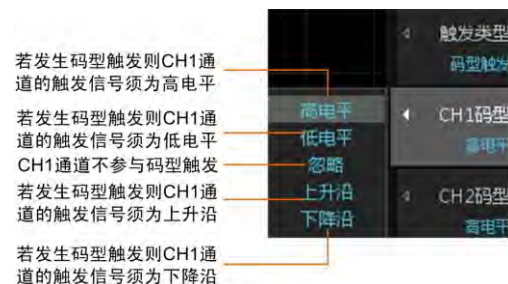 若发生码型触发则CH1通
道的触发信号须为高电平
若发生码型触发则CH1通
道的触发信号须为低电平
CH1通道不参与码型触发
若发生码型触发则CH1通
道的触发信号须为上升沿
若发生码型触发则CH1通
道的触发信号须为下降沿
高电平
低电平
忽略
上升沿
下降沿
触发类型
码型触发
CH1码型
高电平
CH2码型
高电平